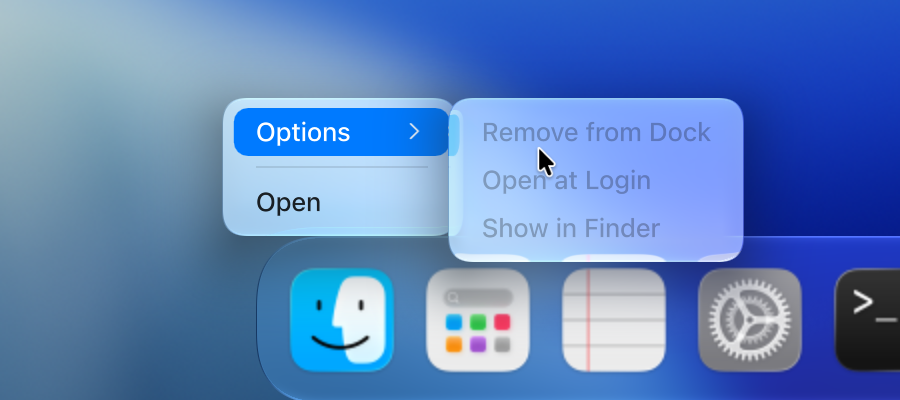 Options
Open
Remove from Dock
Open at Login
Show in Finder
>_